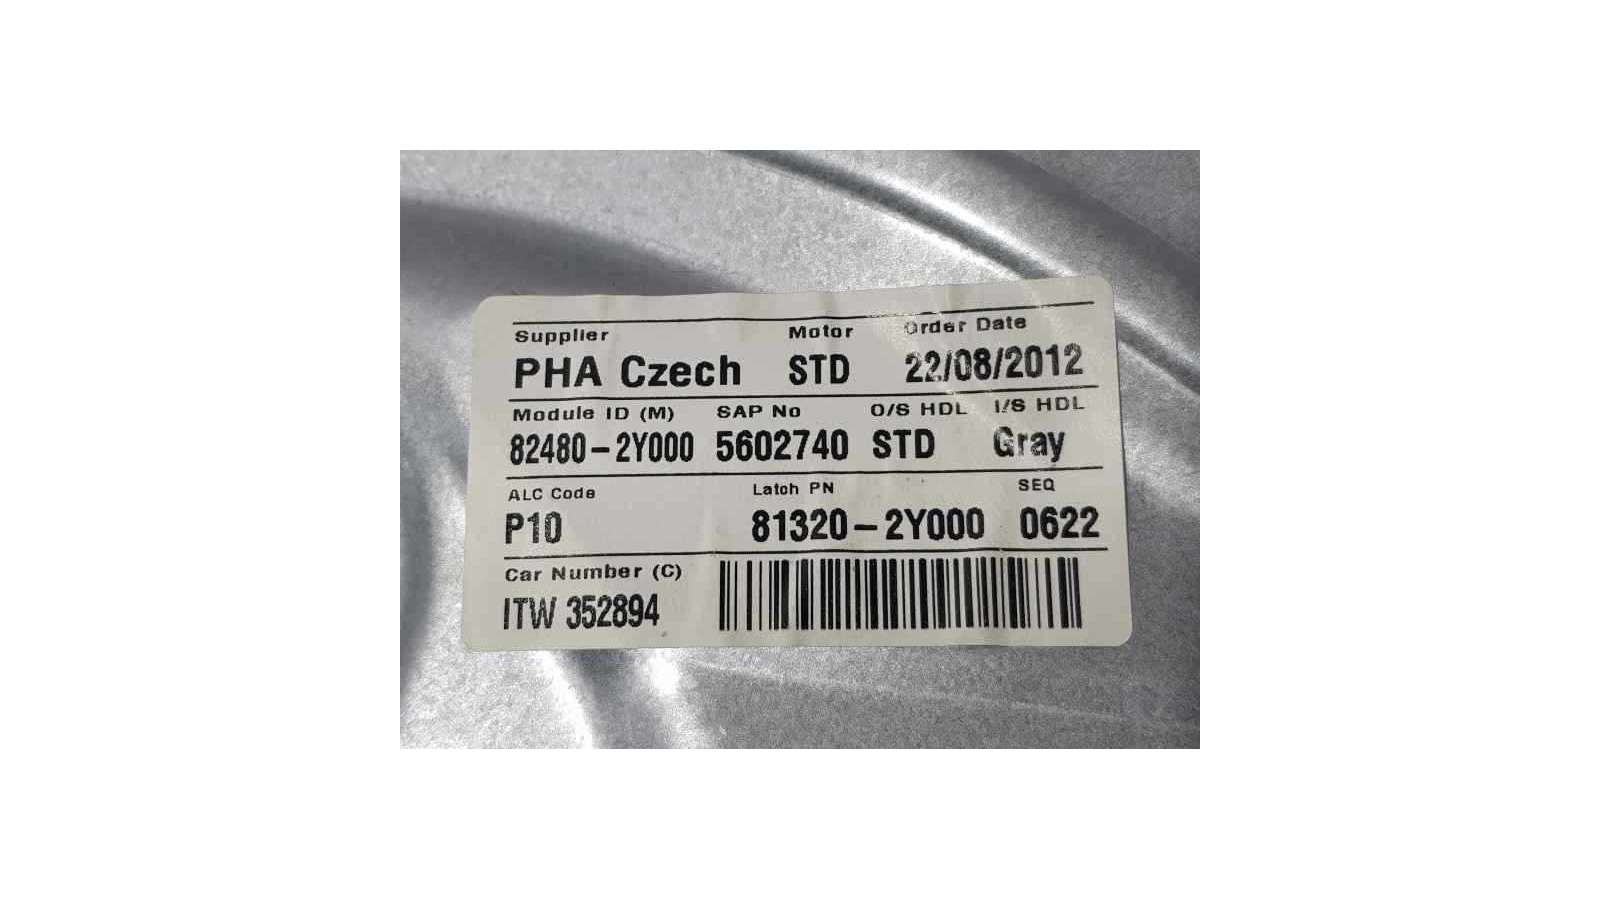 Supplier Motor Order Date
PHA Czech STD 22/08/2012
Module ID (M) SAP No O/S HDL I/S HDL
82480-2Y000 5602740 STD Gray
ALC Code Latch PN SEQ
P10 81320-2Y000 0622
Car Number (C)
ITW 352894